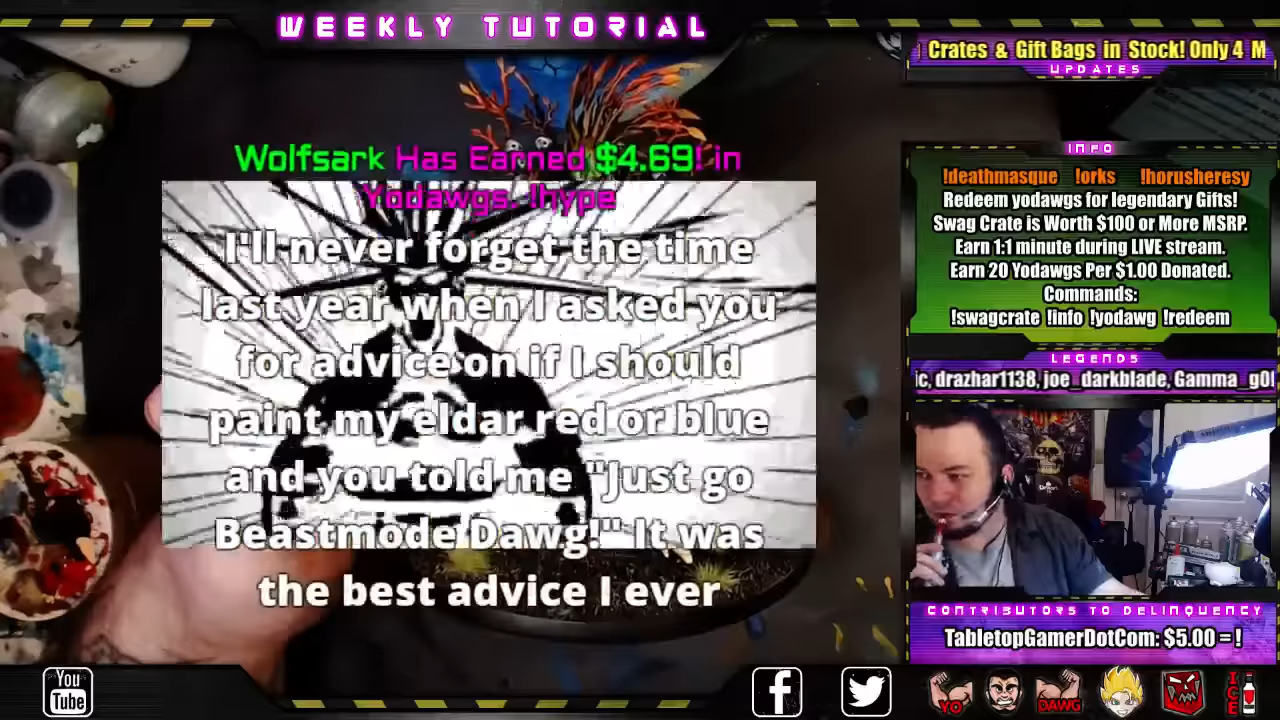 WEEKLY TUTORIAL
Crates & Gift Bags in Stock! Only 4 M
UPDATES
Wolfsark Has Earned $4.69! in
Yodawgs. !hype
I'll never forget the time
last year when I asked you
for advice on if I should
paint my eldar red or blue
and you told me "Just go
Beastmode Dawg!" It was
the best advice I ever
INFO
!deathmasque !orks !horusheresy
Redeem yodawgs for legendary Gifts!
Swag Crate is Worth $100 or More MSRP.
Earn 1:1 minute during LIVE stream.
Earn 20 Yodawgs Per $1.00 Donated.
Commands:
!swagcrate !info !yodawg !redeem
LEGENDS
ic, drazhar1138, joe_darkblade, Gamma_g0
CONTRIBUTORS TO DELINQUENCY
TabletopGamerDotCom: $5.00 = !
You
Tube
f
YO
DAWG
ICE